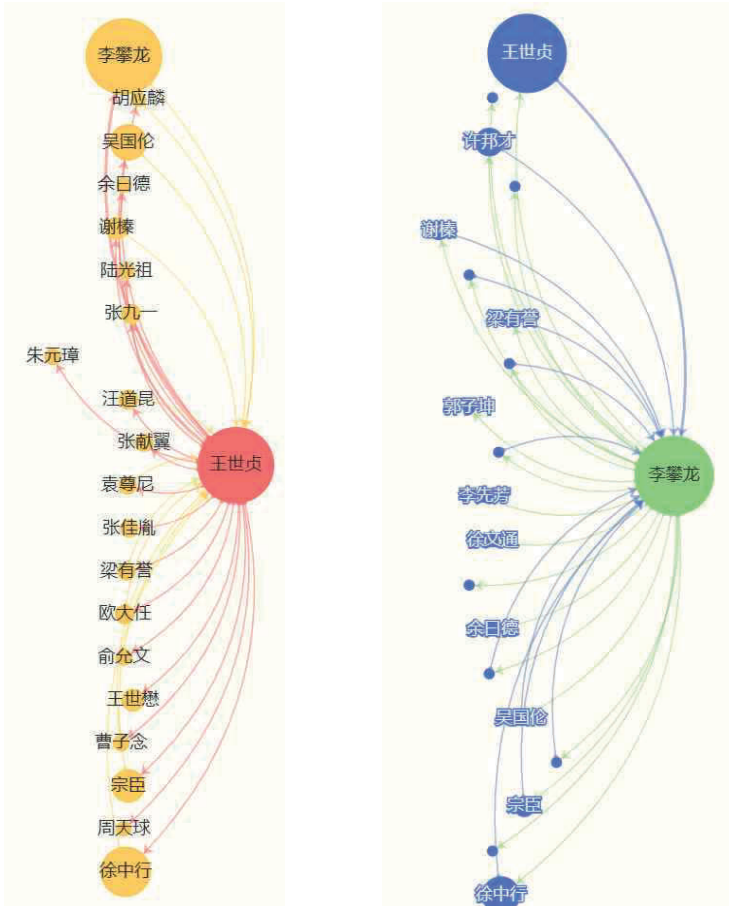 李攀龙
胡应麟
吴国伦
余日德
谢榛
陆光祖
张九一
朱元璋
汪道昆
张献翼
王世贞
袁尊尼
张佳胤
梁有誉
欧大任
俞允文
王世懋
曹子念
宗臣
周天球
徐中行
王世贞
许邦才
谢榛
梁有誉
郭子坤
李攀龙
李先芳
徐文通
余日德
吴国伦
宗臣
徐中行